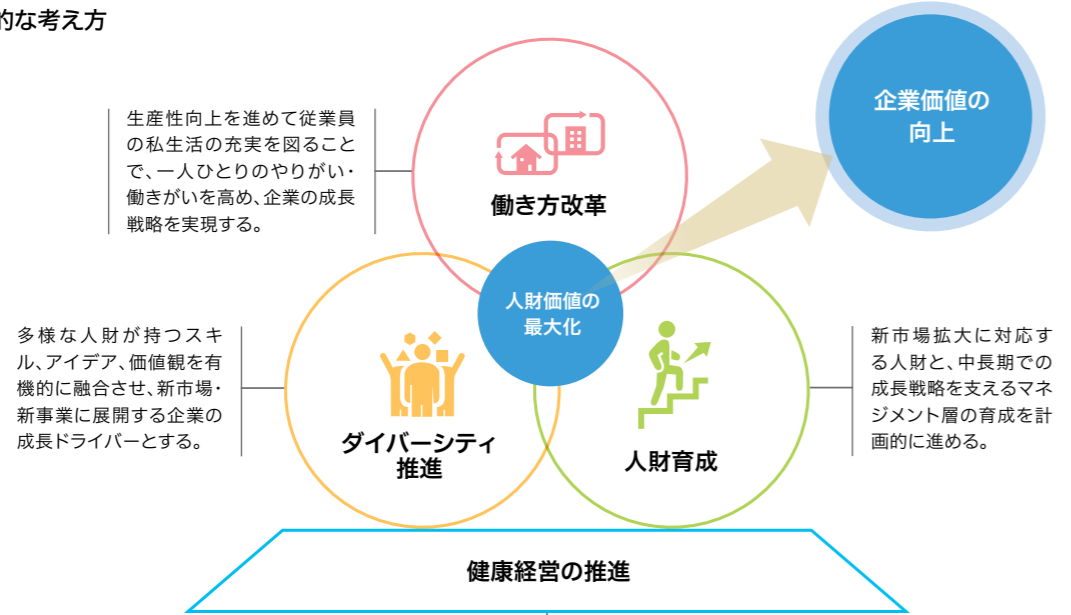 的な考え方
企業価値の
向上
生産性向上を進めて従業員
の私生活の充実を図ること
で、一人ひとりのやりがい・
働きがいを高め、企業の成長
戦略を実現する。
働き方改革
人財価値の
最大化
多様な人財が持つスキ
ル、アイデア、価値観を有
機的に融合させ、新市場・
新事業に展開する企業の
成長ドライバーとする。
ダイバーシティ
推進
人財育成
新市場拡大に対応す
る人財と、中長期での
成長戦略を支えるマネ
ジメント層の育成を計
画的に進める。
健康経営の推進